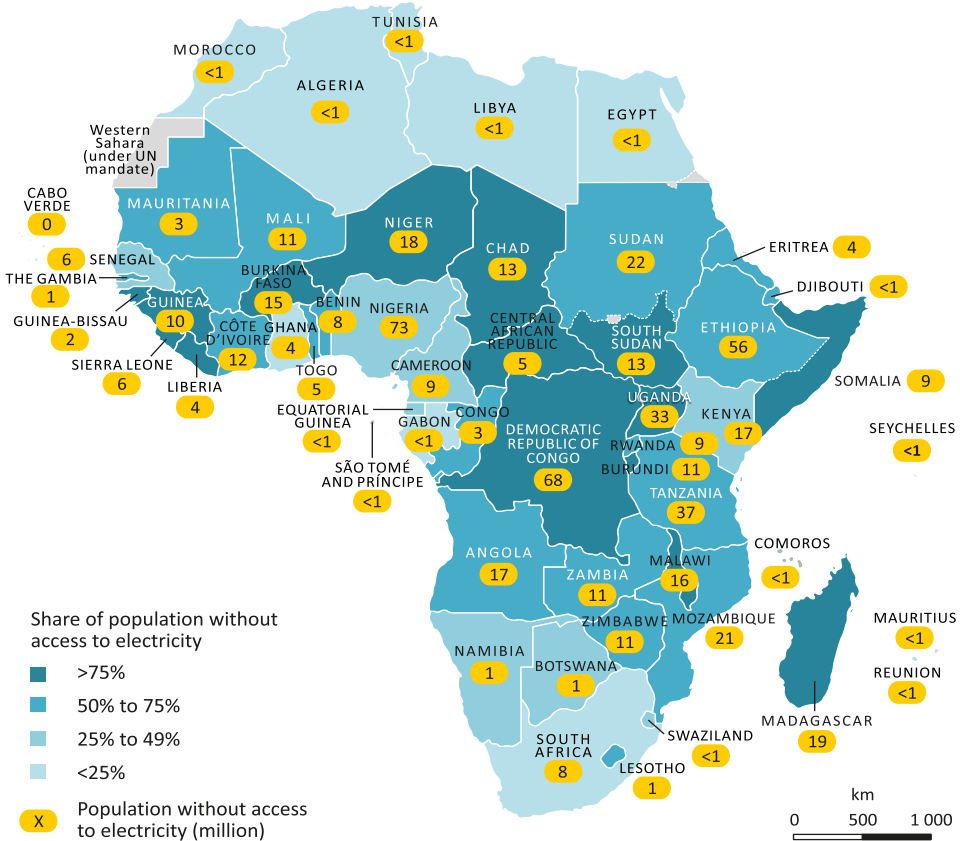 TUNISIA
<1
MOROCCO
<1
ALGERIA
<1
LIBYA
<1
EGYPT
<1
Western
Sahara
(under UN
mandate)
CABO
VERDE
0
MAURITANIA
3
MALI
11
NIGER
18
CHAD
13
SUDAN
22
ERITREA 4
DJIBOUTI <1
6 SENEGAL
THE GAMBIA
1
GUINEA-BISSAU
2
GUINEA
10
BURKINA
FASO
15
BENIN
8
NIGERIA
73
CÔTE
D'IVOIRE
12
GHANA
4
TOGO
5
SIERRA LEONE
6
LIBERIA
4
CENTRAL
AFRICAN
REPUBLIC
5
SOUTH
SUDAN
13
ETHIOPIA
56
CAMEROON
9
SOMALIA 9
EQUATORIAL
GUINEA
<1
GABON
<1
CONGO
3
DEMOCRATIC
REPUBLIC OF
CONGO
68
UGANDA
33
KENYA
17
SEYCHELLES
<1
RWANDA 9
BURUNDI 11
SÃO TOMÉ
AND PRÍNCIPE
<1
TANZANIA
37
ANGOLA
17
ZAMBIA
11
MALAWI
16
COMOROS
<1
ZIMBABWE
11
MOZAMBIQUE
21
MAURITIUS
<1
REUNION
<1
NAMIBIA
1
BOTSWANA
1
MADAGASCAR
19
SOUTH
AFRICA
8
SWAZILAND
<1
LESOTHO
1
Share of population without
access to electricity
>75%
50% to 75%
25% to 49%
<25%
X Population without access
to electricity (million)
km
0 500 1 000